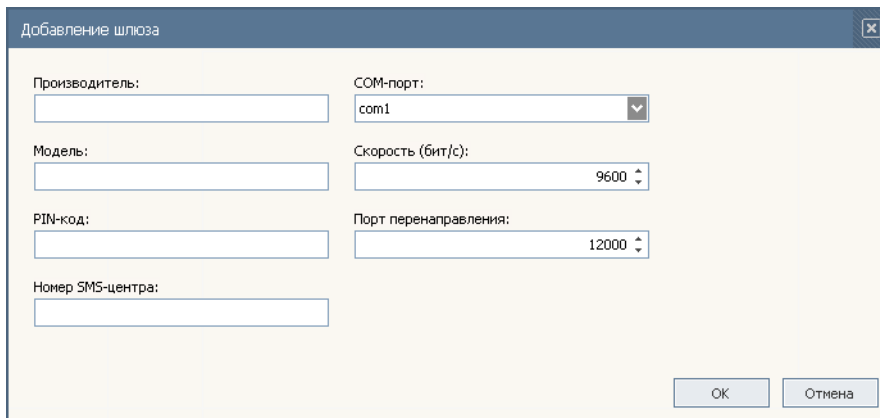 Добавление шлюза
Производитель:
COM-порт:
com1
Модель:
Скорость (бит/с):
9600
PIN-код:
Порт перенаправления:
12000
Номер SMS-центра:
OK
Отмена